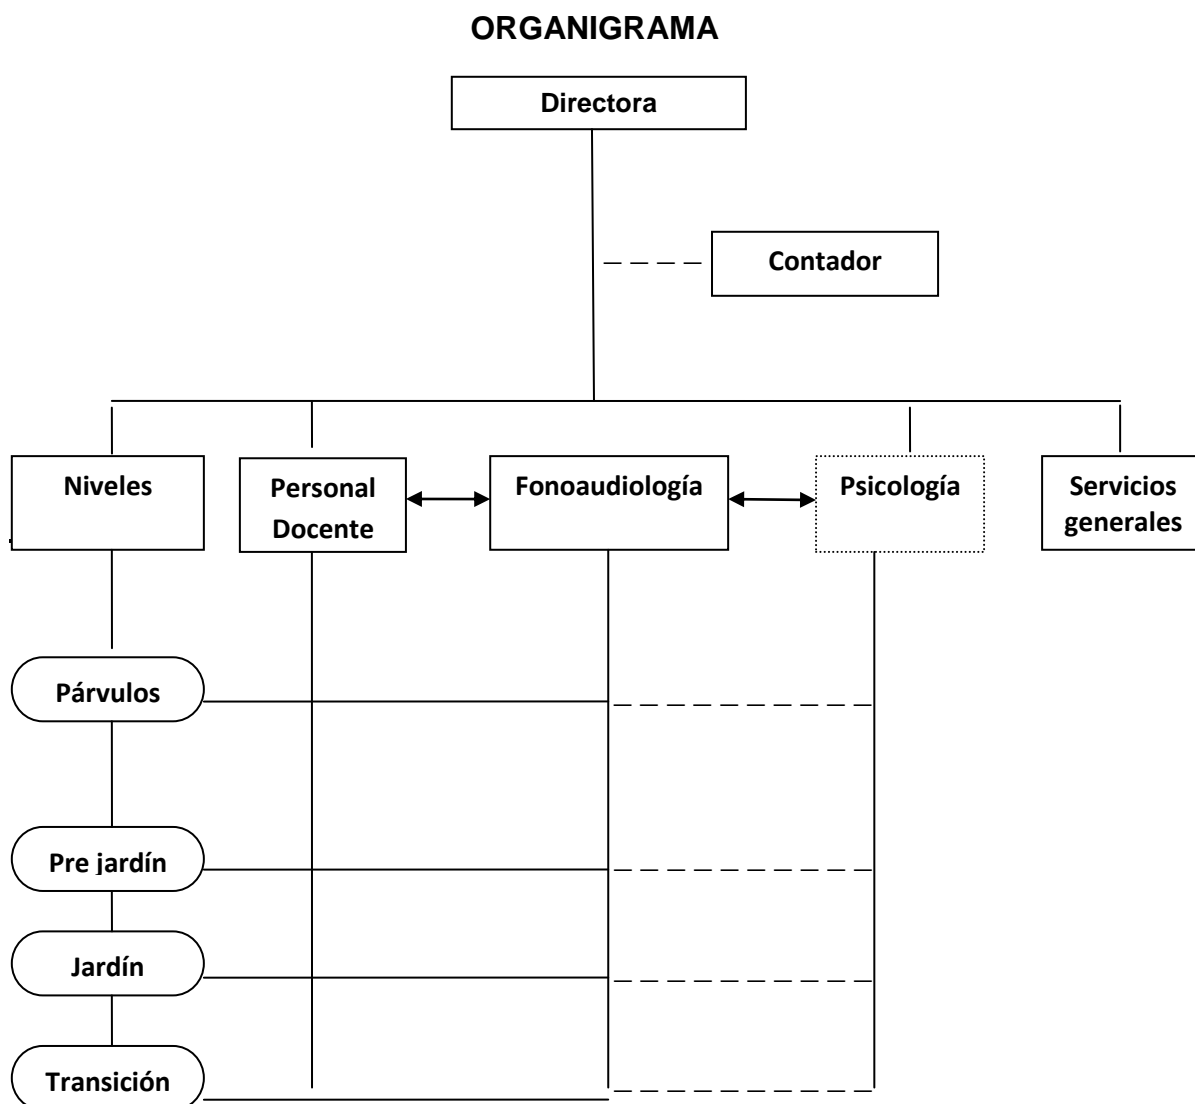 ORGANIGRAMA
Directora
Contador
Niveles
Personal
Docente
Fonoaudiología
Psicología
Servicios
generales
Párvulos
Pre jardín
Jardín
Transición